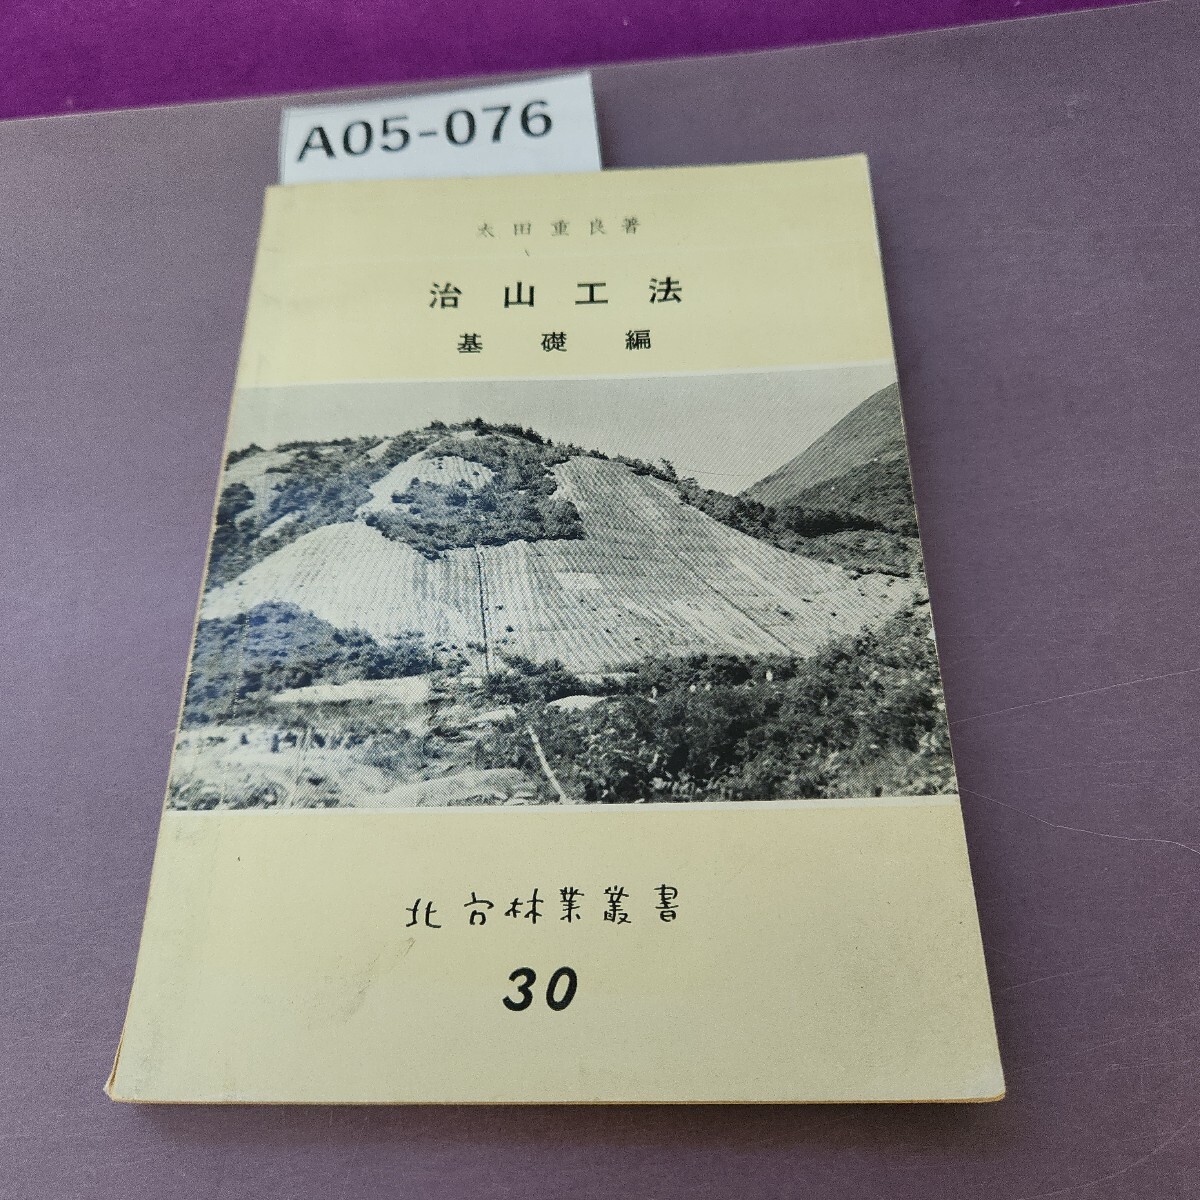 A05-076
太田重良著
治山工法
基礎編
北方林業叢書
30